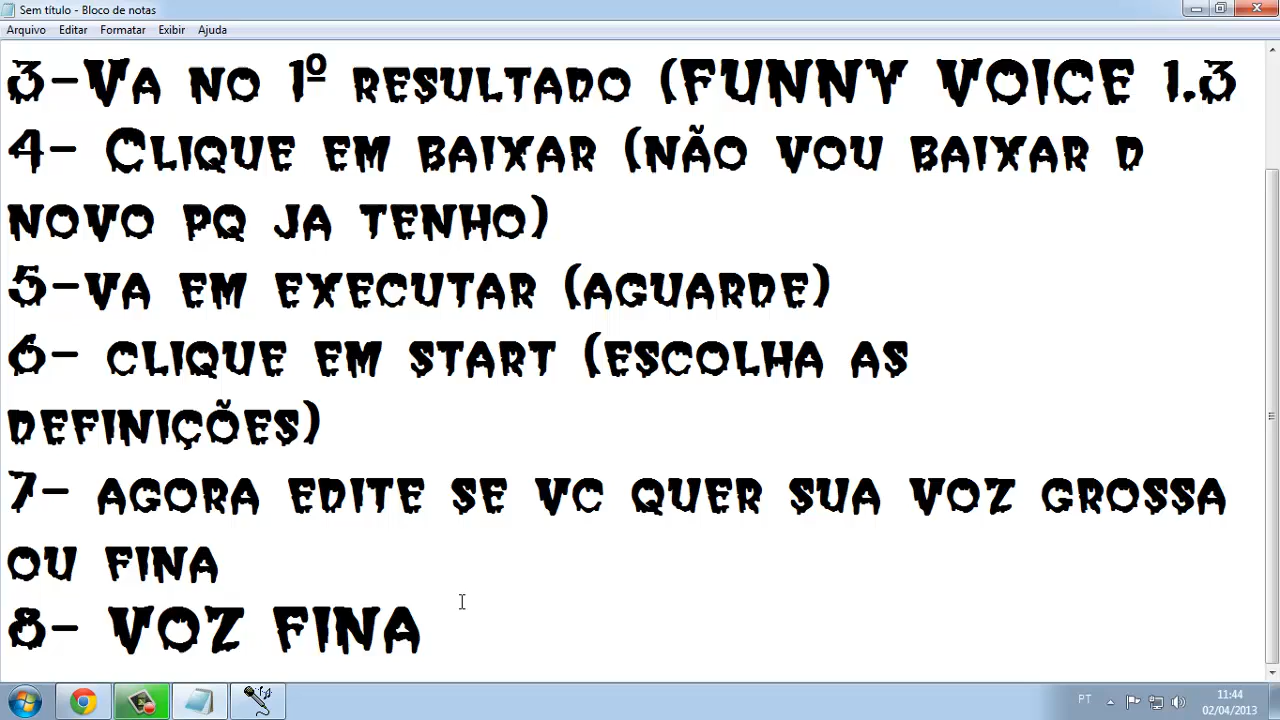 Sem título - Bloco de notas
Arquivo Editar Formatar Exibir Ajuda
3-Va no 1º resultado (FUNNY VOICE 1.3
4- Clique em baixar (não vou baixar d
novo pq ja tenho)
5-va em executar (aguarde)
6- clique em start (escolha as
definições)
7- agora edite se vc quer sua voz grossa
ou fina
8- VOZ FINA
PT
11:44
02/04/2013